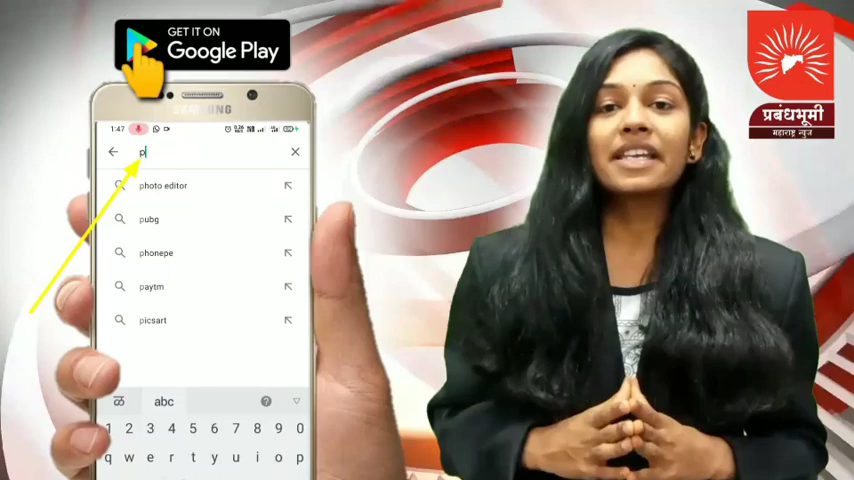 GET IT ON
Google Play
SAMSUNG
1:47
p
photo editor
pubg
phonepe
paytm
picsart
ळ abc
1 2 3 4 5 6 7 8 9 0
q w e r t y u i o p
प्रबंधभूमी
महाराष्ट्र न्यूज